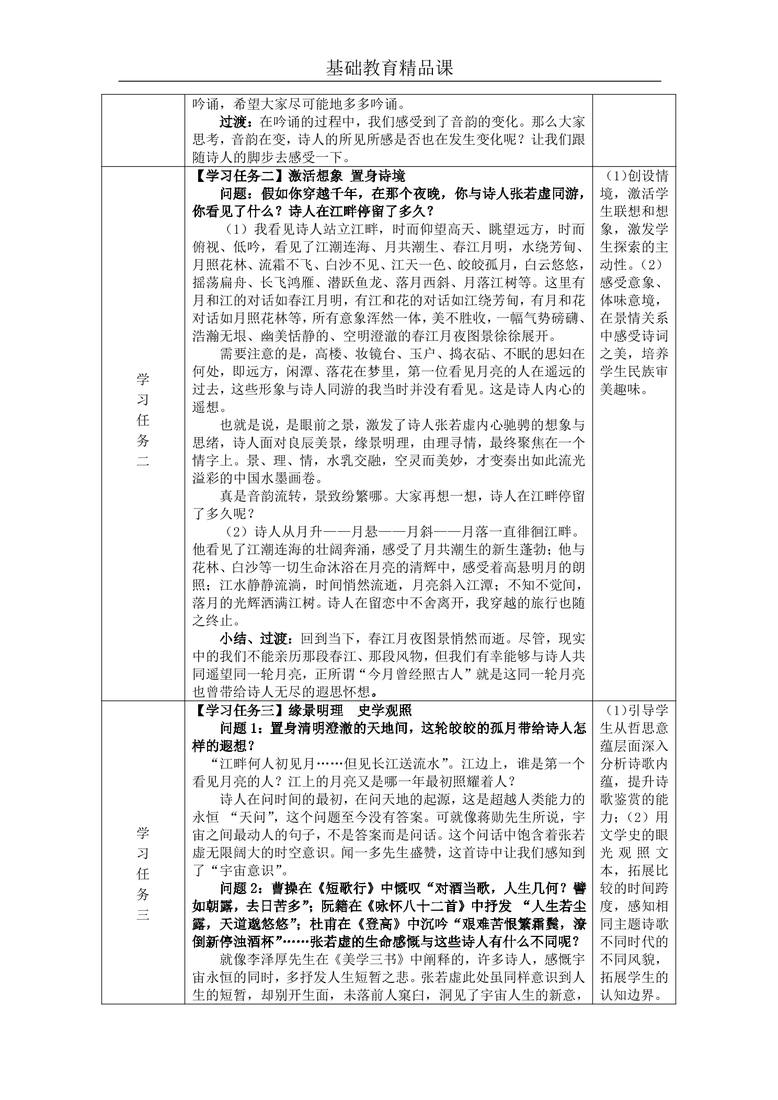 基础教育精品课
吟诵，希望大家尽可能地多多吟诵。
过渡：在吟诵的过程中，我们感受到了音韵的变化。那么大家
思考，音韵在变，诗人的所见所感是否也在发生变化呢？让我们跟
随诗人的脚步去感受一下。
学
习
任
务
二
【学习任务二】激活想象 置身诗境
问题：假如你穿越千年，在那个夜晚，你与诗人张若虚同游，
你看见了什么？诗人在江畔停留了多久？
（1）我看见诗人站立江畔，时而仰望高天、眺望远方，时而
俯视、低吟，看见了江潮连海、月共潮生、春江月明，水绕芳甸、
月照花林、流霜不飞、白沙不见、江天一色、皎皎孤月，白云悠悠，
摇荡扁舟、长飞鸿雁、潜跃鱼龙、落月西斜、月落江树等。这里有
月和江的对话如春江月明，有江和花的对话如江绕芳甸，有月和花
对话如月照花林等，所有意象浑然一体，美不胜收，一幅气势磅礴、
浩瀚无垠、幽美恬静的、空明澄澈的春江月夜图景徐徐展开。
需要注意的是，高楼、妆镜台、玉户、捣衣砧、不眠的思妇在
何处，即远方，闲潭、落花在梦里，第一位看见月亮的人在遥远的
过去，这些形象与诗人同游的我当时并没有看见。这是诗人内心的
遥想。
也就是说，是眼前之景，激发了诗人张若虚内心驰骋的想象与
思绪，诗人面对良辰美景，缘景明理，由理寻情，最终聚焦在一个
情字上。景、理、情，水乳交融，空灵而美妙，才变奏出如此流光
溢彩的中国水墨画卷。
真是音韵流转，景致纷繁哪。大家再想一想，诗人在江畔停留
了多久呢？
（2）诗人从月升——月悬——月斜——月落一直徘徊江畔。
他看见了江潮连海的壮阔奔涌，感受了月共潮生的新生蓬勃；他与
花林、白沙等一切生命沐浴在月亮的清辉中，感受着高悬明月的朗
照；江水静静流淌，时间悄然流逝，月亮斜入江潭；不知不觉间，
落月的光辉洒满江树。诗人在留恋中不舍离开，我穿越的旅行也随
之终止。
小结、过渡：回到当下，春江月夜图景悄然而逝。尽管，现实
中的我们不能亲历那段春江、那段风物，但我们有幸能够与诗人共
同遥望同一轮月亮，正所谓“今月曾经照古人”就是这同一轮月亮
也曾带给诗人无尽的遐思怀想。
（1）创设情
境，激活学
生联想和想
象，激发学
生探索的主
动性。（2）
感受意象、
体味意境，
在景情关系
中感受诗词
之美，培养
学生民族审
美趣味。
学
习
任
务
三
【学习任务三】缘景明理 史学观照
问题1：置身清明澄澈的天地间，这轮皎皎的孤月带给诗人怎
样的遐想？
“江畔何人初见月……但见长江送流水”。江边上，谁是第一个
看见月亮的人？江上的月亮又是哪一年最初照耀着人？
诗人在问时间的最初，在问天地的起源，这是超越人类能力的
永恒 “天问”，这个问题至今没有答案。可就像蒋勋先生所说，宇
宙之间最动人的句子，不是答案而是问话。这个问话中饱含着张若
虚无限阔大的时空意识。闻一多先生盛赞，这首诗中让我们感知到
了“宇宙意识”。
问题2：曹操在《短歌行》中慨叹“对酒当歌，人生几何？譬
如朝露，去日苦多”；阮籍在《咏怀八十二首》中抒发 “人生若尘
露，天道邈悠悠”；杜甫在《登高》中沉吟“艰难苦恨繁霜鬓，潦
倒新停浊酒杯”……张若虚的生命感慨与这些诗人有什么不同呢？
就像李泽厚先生在《美学三书》中阐释的，许多诗人，感慨宇
宙永恒的同时，多抒发人生短暂之悲。张若虚此处虽同样意识到人
生的短暂，却别开生面，未落前人窠臼，洞见了宇宙人生的新意，
（1）引导学
生从哲思意
蕴层面深入
分析诗歌内
蕴，提升诗
歌鉴赏的能
力；（2）用
文学史的眼
光观照文
本，拓展比
较的时间跨
度，感知相
同主题诗歌
不同时代的
不同风貌，
拓展学生的
认知边界。